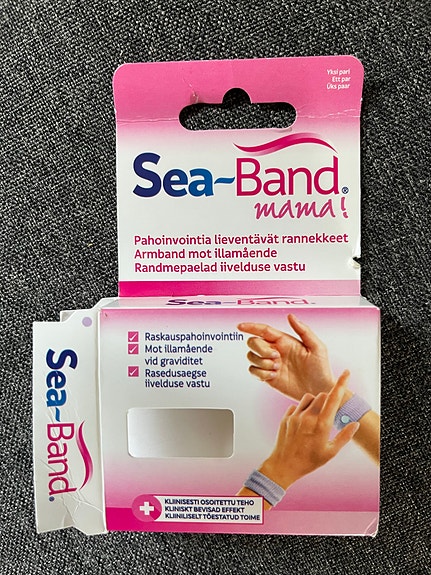 Yksi pari
Ett par
Üks paar
Sea~Band®
mama!
Pahoinvointia lieventävät rannekkeet
Armband mot illamående
Randmepaelad iivelduse vastu
Sea~Band®
Raskauspahoinvointiin
Mot illamående
vid graviditet
Rasedusaegse
iivelduse vastu
Sea~Band®
KLIINISESTI OSOITETTU TEHO
KLINISKT BEVISAD EFFEKT
KLIINILISELT TÕESTATUD TOIME